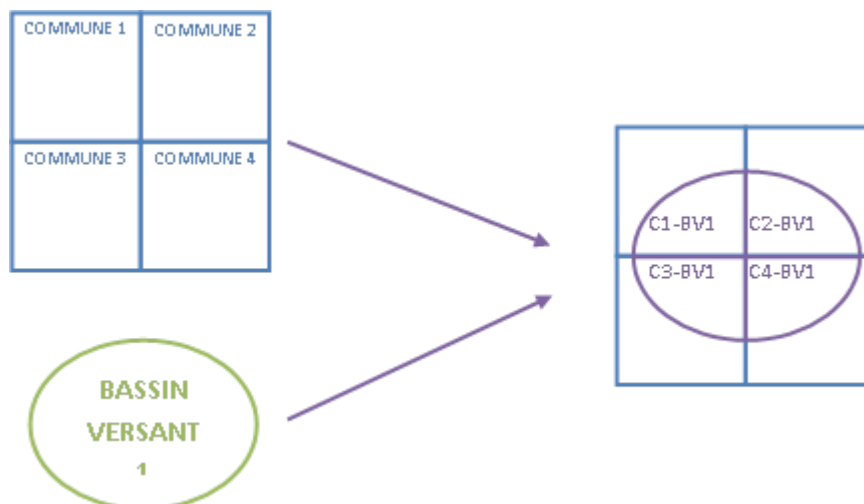 COMMUNE 1
COMMUNE 2
COMMUNE 3
COMMUNE 4
C1-BV1
C2-BV1
C3-BV1
C4-BV1
BASSIN
VERSANT
1